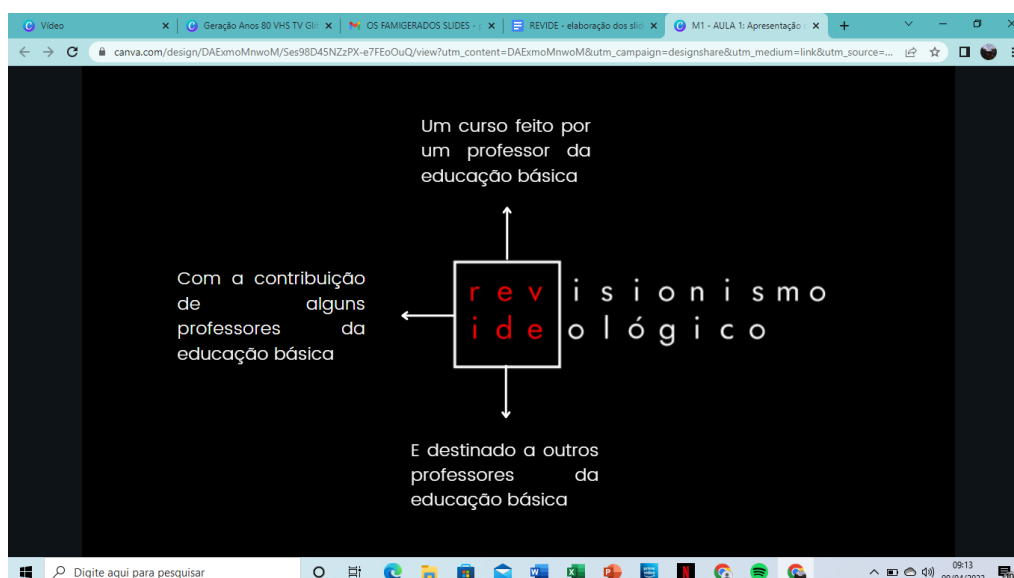 Vídeo
Geração Anos 80 VHS TV Gli
OS FAMIGERADOS SLIDES - p
REVIDE - elaboração dos slid
M1 - AULA 1: Apresentação
canva.com/design/DAExmoMnwoM/Ses98D45NZzPX-e7FEoOuQ/view?utm_content=DAExmoMnwoM&utm_campaign=designshare&utm_medium=link&utm_source=...
Um curso feito por
um professor da
educação básica
Com a contribuição
de alguns
professores da
educação básica
revisionismo
ideológico
E destinado a outros
professores da
educação básica
Digite aqui para pesquisar
09:13